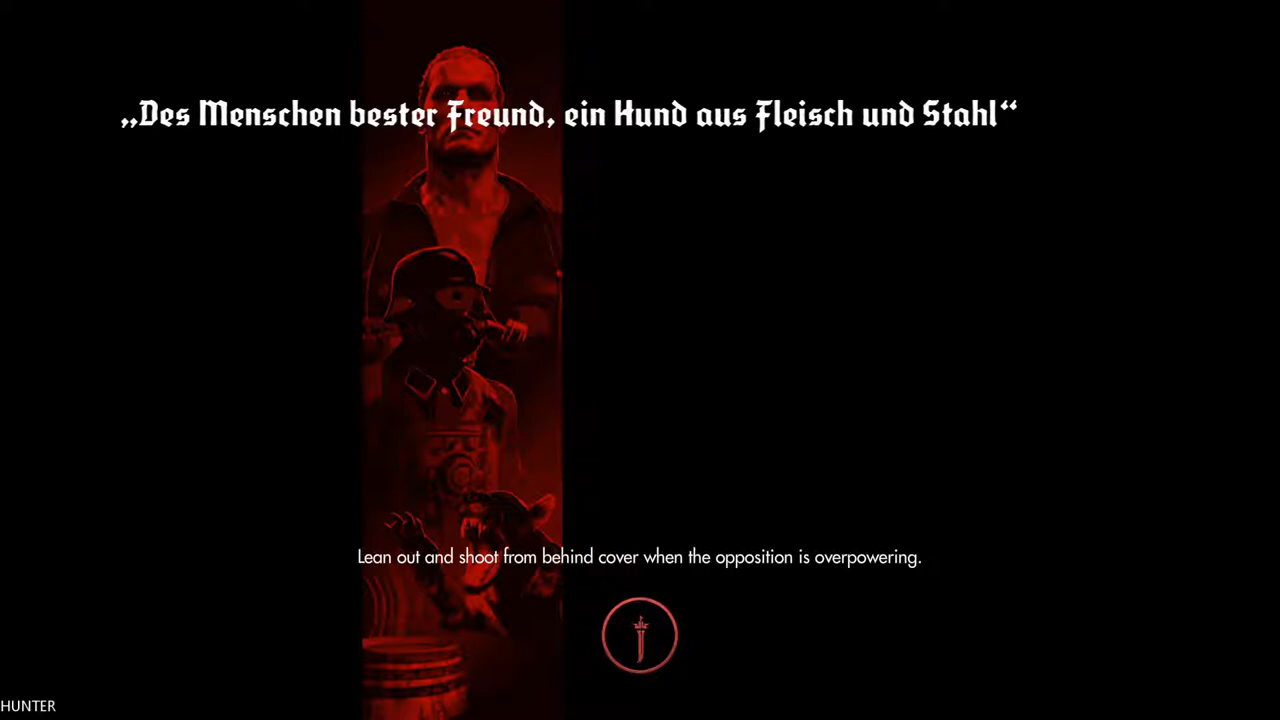 „Des Menschen bester Freund, ein Hund aus Fleisch und Stahl“
Lean out and shoot from behind cover when the opposition is overpowering.
HUNTER